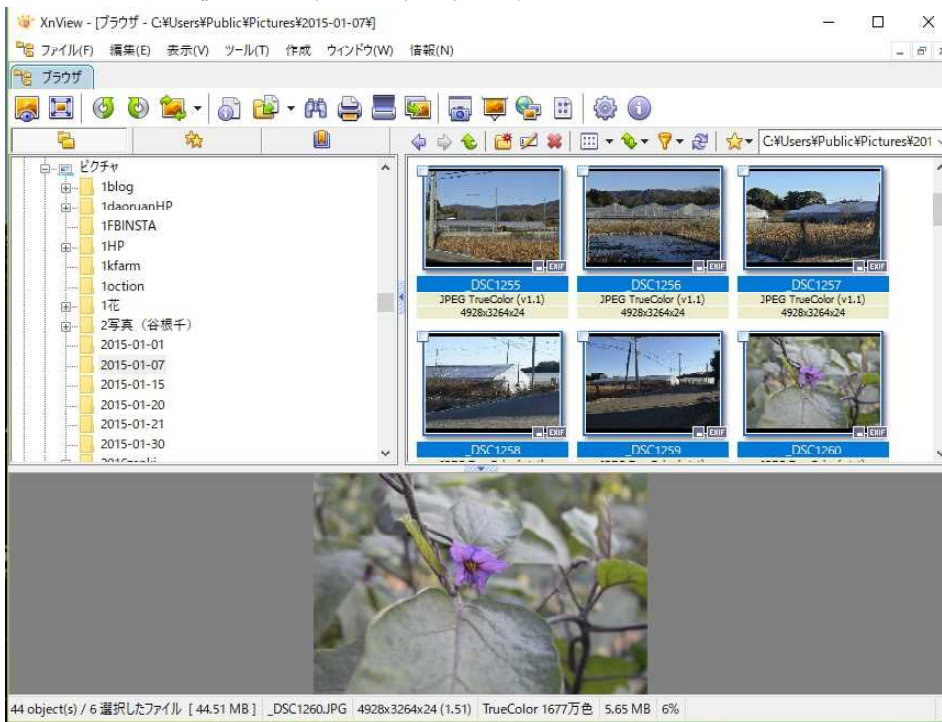 XnView - [ブラウザ - C:¥Users¥Public¥Pictures¥2015-01-07¥]
ファイル(F) 編集(E) 表示(V) ツール(T) 作成 ウィンドウ(W) 情報(N)
ブラウザ
C:¥Users¥Public¥Pictures¥201
ピクチャ
1blog
1daoruanHP
1FBINSTA
1HP
1kfarm
1oction
1花
2写真（谷根千）
2015-01-01
2015-01-07
2015-01-15
2015-01-20
2015-01-21
2015-01-30
EXIF EXIF EXIF
_DSC1255 _DSC1256 _DSC1257
JPEG TrueColor (v1.1) JPEG TrueColor (v1.1) JPEG TrueColor (v1.1)
4928x3264x24 4928x3264x24 4928x3264x24
EXIF EXIF EXIF
_DSC1258 _DSC1259 _DSC1260
44 object(s) / 6 選択したファイル [ 44.51 MB ] _DSC1260.JPG 4928x3264x24 (1.51) TrueColor 1677万色 5.65 MB 6%